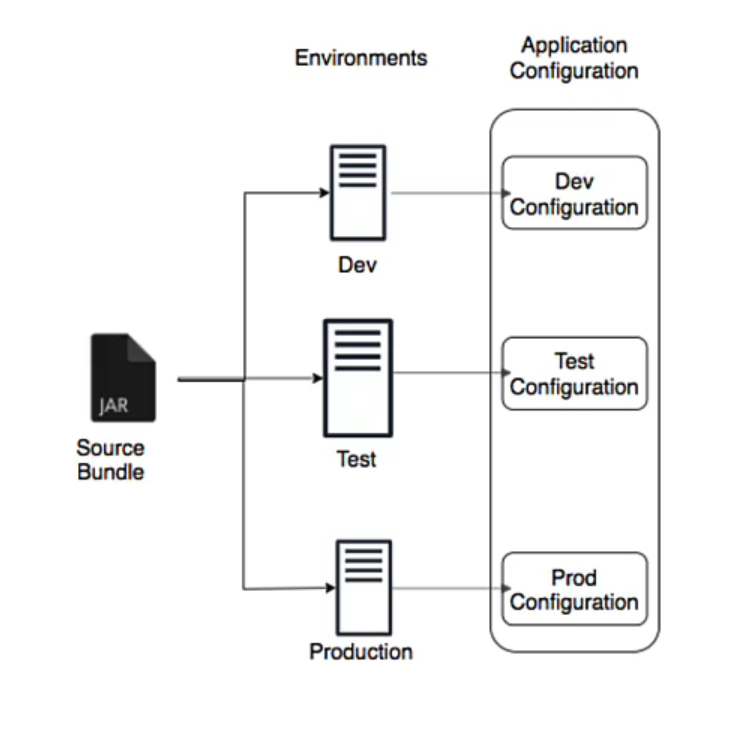 Environments
Application
Configuration
Dev
Configuration
Dev
Test
Configuration
JAR
Source
Bundle
Test
Prod
Configuration
Production